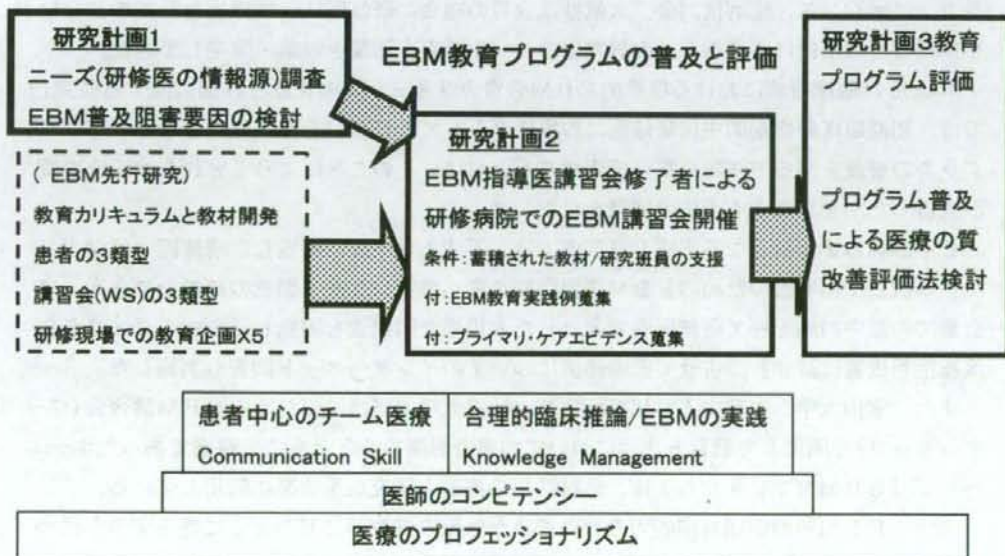 研究計画1
ニーズ(研修医の情報源)調査
EBM普及阻害要因の検討
EBM教育プログラムの普及と評価
研究計画3教育
プログラム評価
プログラム普及
による医療の質
改善評価法検討
(EBM先行研究)
教育カリキュラムと教材開発
患者の3類型
講習会(WS)の3類型
研修現場での教育企画X5
研究計画2
EBM指導医講習会修了者による
研修病院でのEBM講習会開催
条件:蓄積された教材/研究班員の支援
付:EBM教育実践例蒐集
付:プライマリ・ケアエビデンス蒐集
患者中心のチーム医療
Communication Skill
合理的臨床推論/EBMの実践
Knowledge Management
医師のコンピテンシー
医療のプロフェッショナリズム